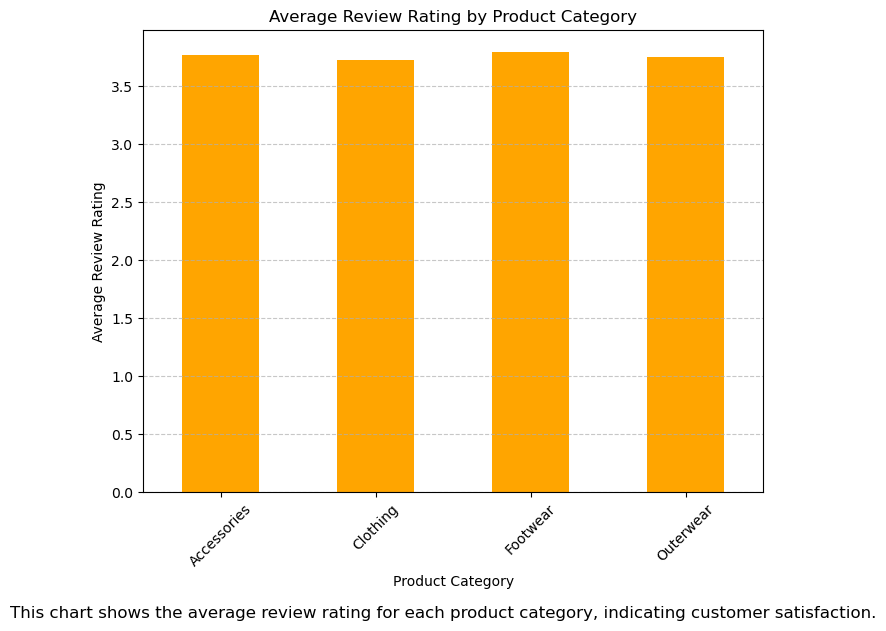 Average Review Rating by Product Category
Average Review Rating
3.5
3.0
2.5
2.0
1.5
1.0
0.5
0.0
Accessories
Clothing
Footwear
Outerwear
Product Category
This chart shows the average review rating for each product category, indicating customer satisfaction.